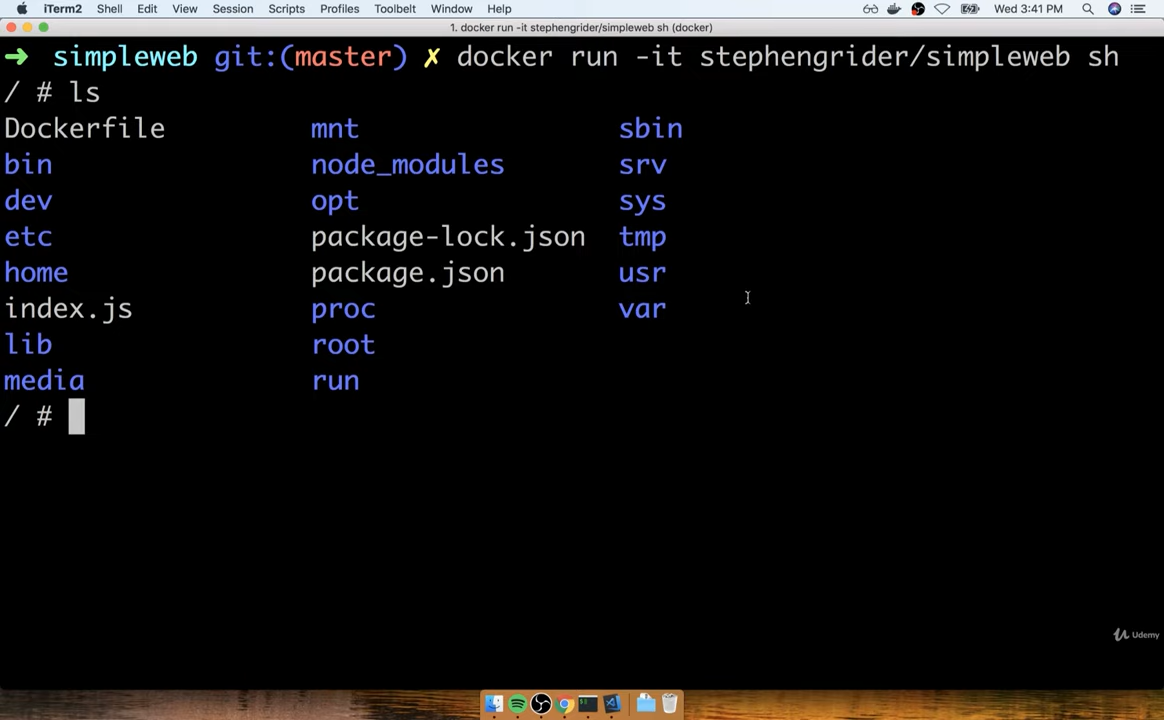 iTerm2 Shell Edit View Session Scripts Profiles Toolbelt Window Help Wed 3:41 PM
1. docker run -it stephengrider/simpleweb sh (docker)
➜ simpleweb git:(master) ✗ docker run -it stephengrider/simpleweb sh
/ # ls
Dockerfile mnt sbin
bin node_modules srv
dev opt sys
etc package-lock.json tmp
home package.json usr
index.js proc var
lib root
media run
/ #
Udemy